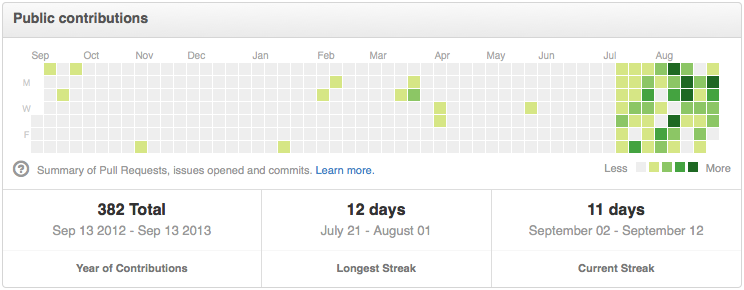 Public contributions
Sep Oct Nov Dec Jan Feb Mar Apr May Jun Jul Aug
M
W
F
? Summary of Pull Requests, issues opened and commits. Learn more. Less More
382 Total 12 days 11 days
Sep 13 2012 - Sep 13 2013 July 21 - August 01 September 02 - September 12
Year of Contributions Longest Streak Current Streak